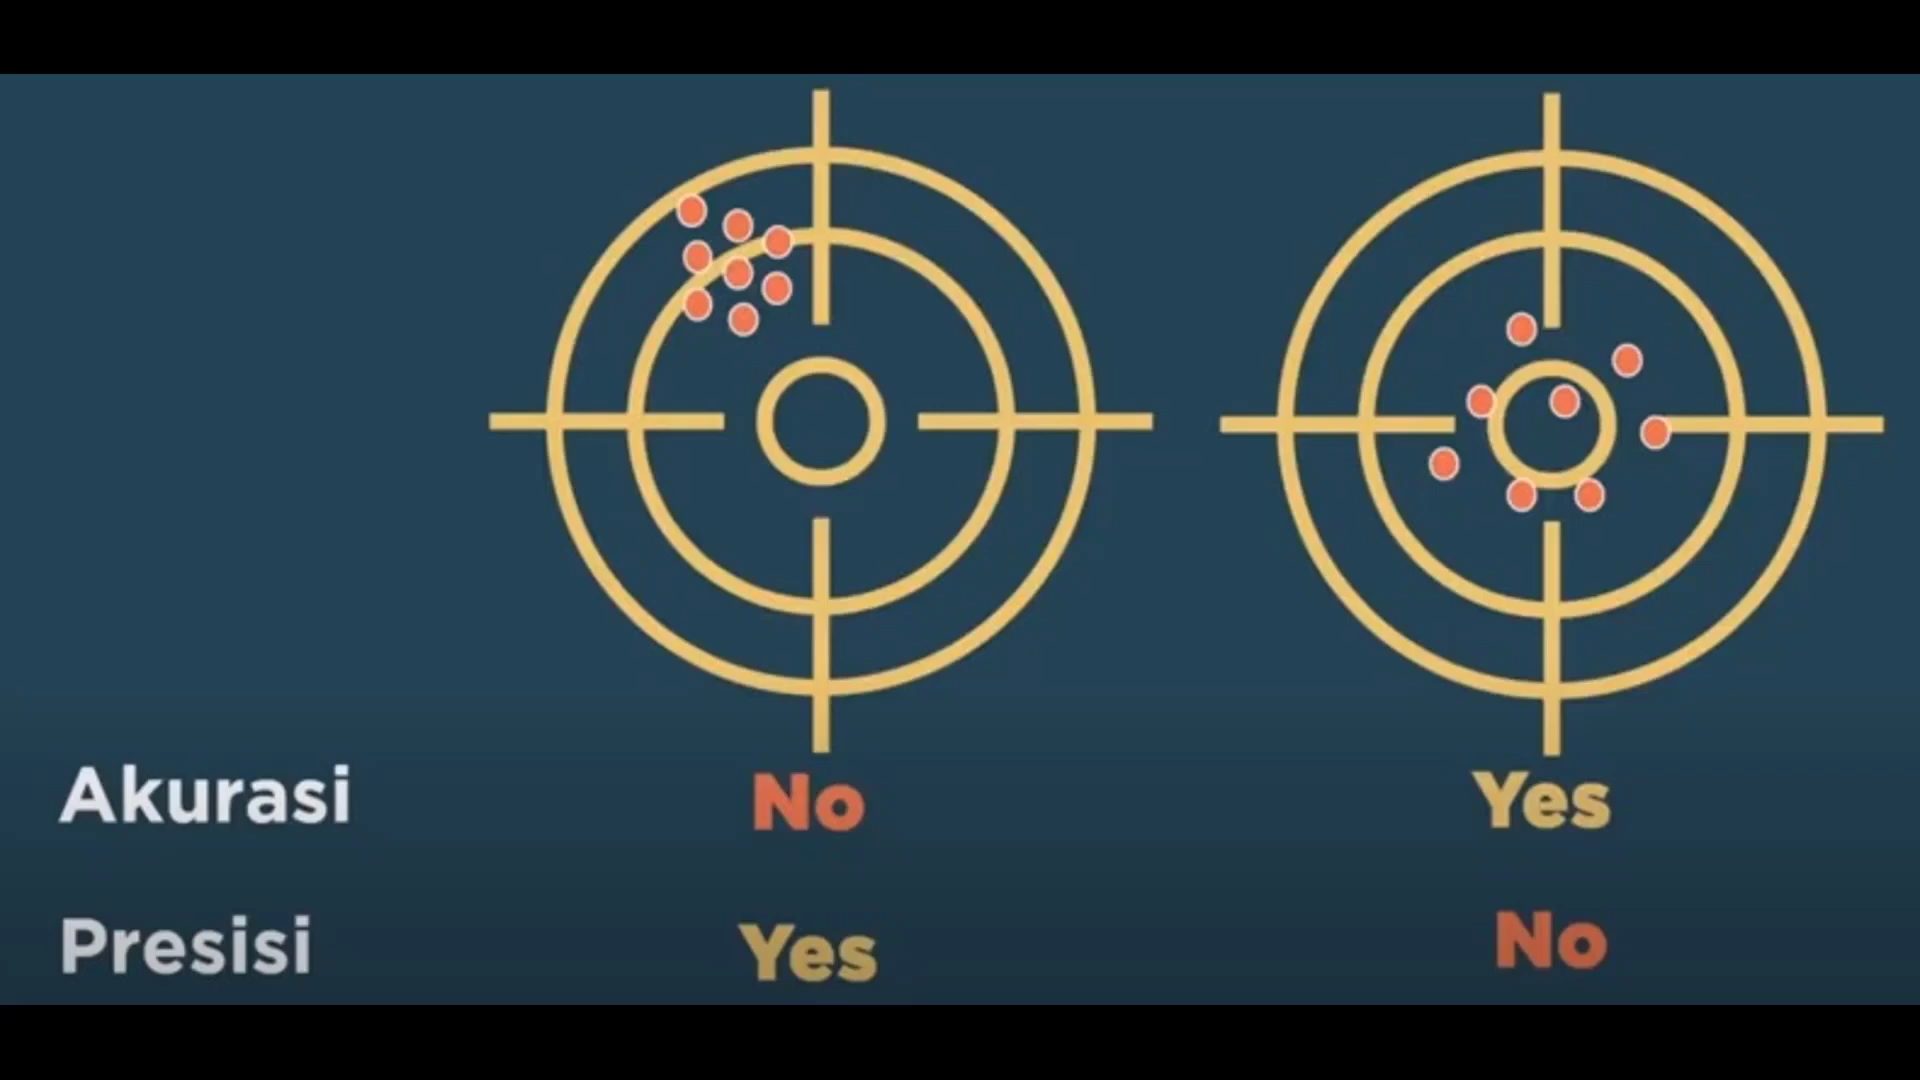 Akurasi No Yes
Presisi Yes No